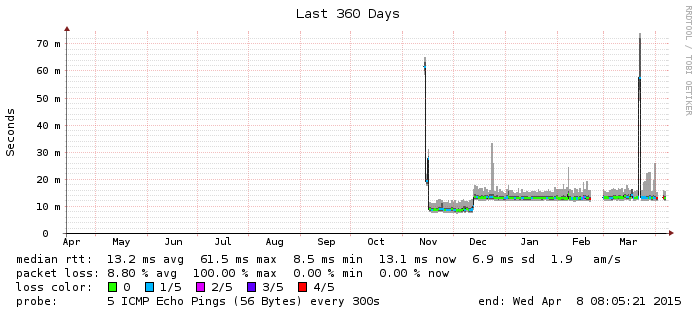 Last 360 Days
RRDTOOL / TOBI OETIKER
Seconds
70 m
60 m
50 m
40 m
30 m
20 m
10 m
0
Apr May Jun Jul Aug Sep Oct Nov Dec Jan Feb Mar
median rtt: 13.2 ms avg 61.5 ms max 8.5 ms min 13.1 ms now 6.9 ms sd 1.9 am/s
packet loss: 8.80 % avg 100.00 % max 0.00 % min 0.00 % now
loss color: 0 1/5 2/5 3/5 4/5
probe: 5 ICMP Echo Pings (56 Bytes) every 300s end: Wed Apr 8 08:05:21 2015